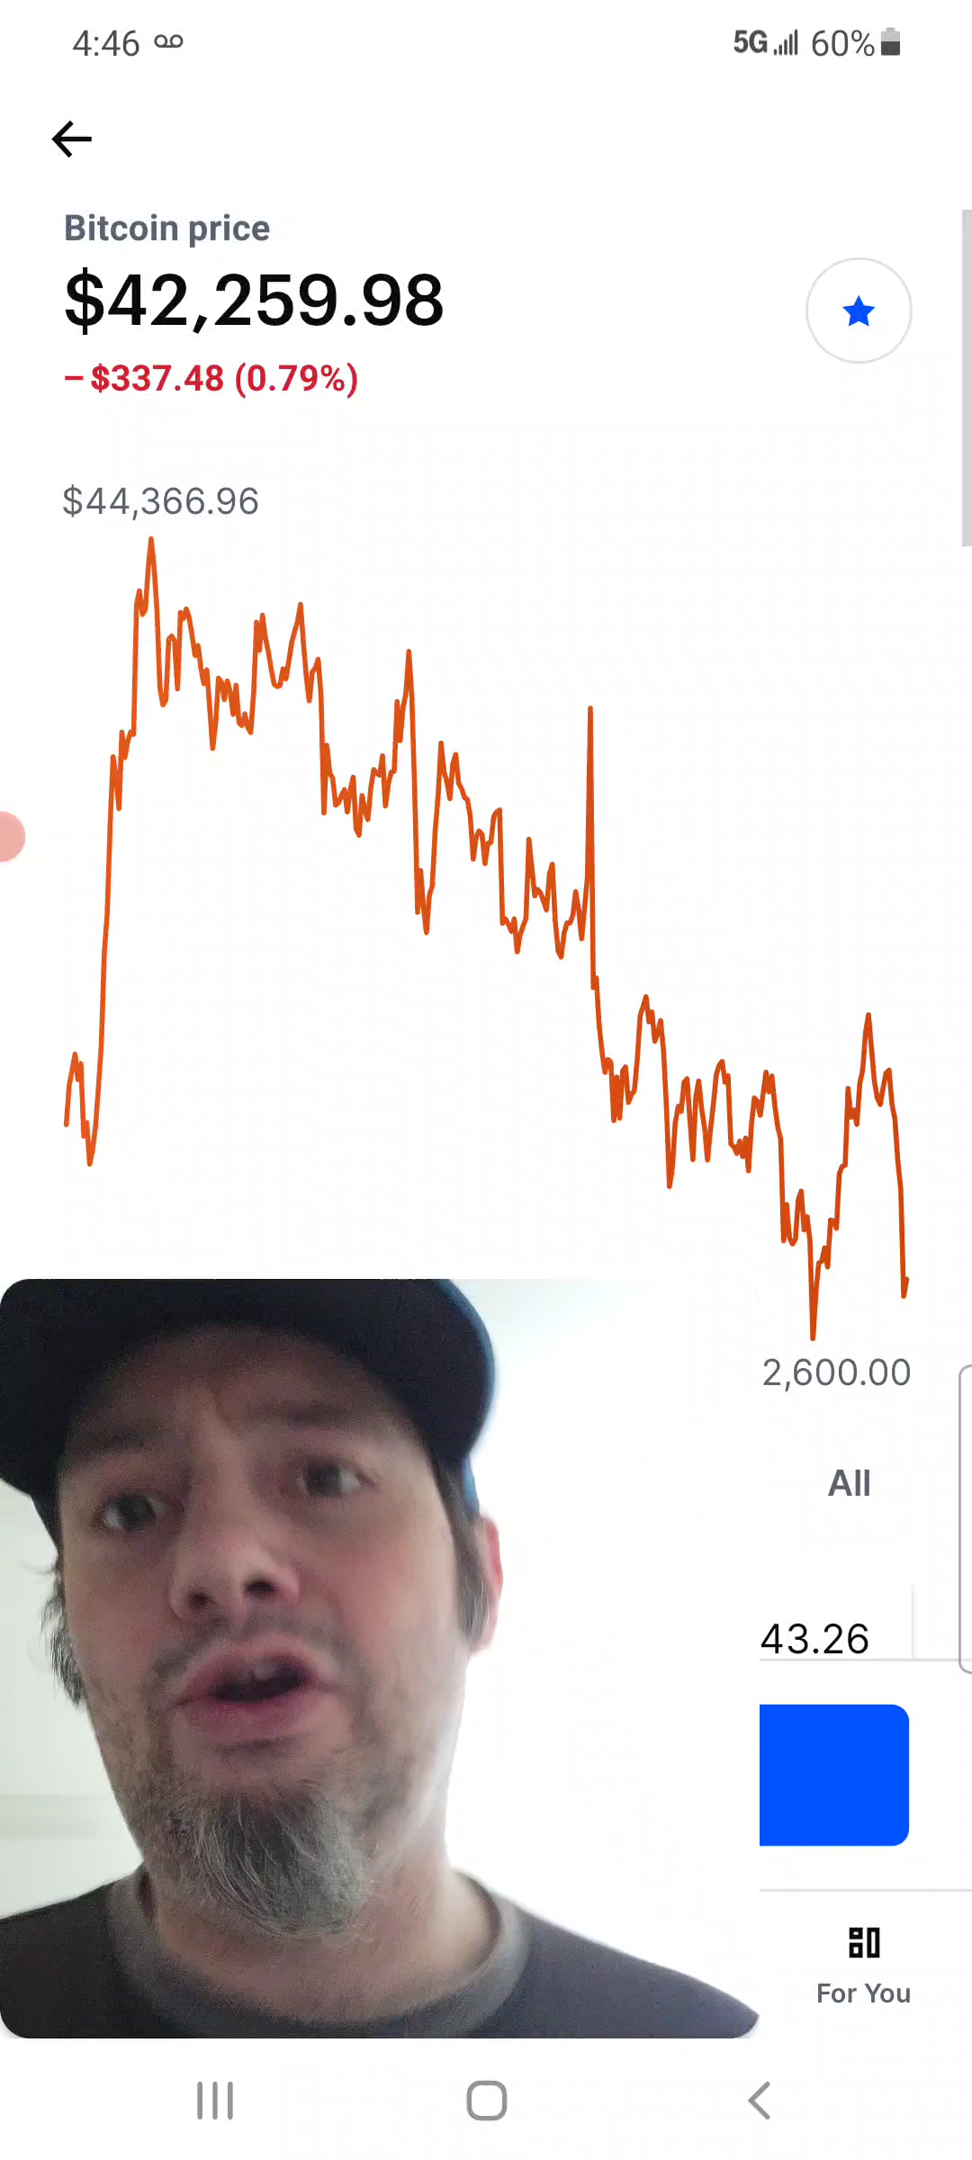 4:46
5G 60%
Bitcoin price
$42,259.98
– $337.48 (0.79%)
$44,366.96
2,600.00
All
43.26
For You